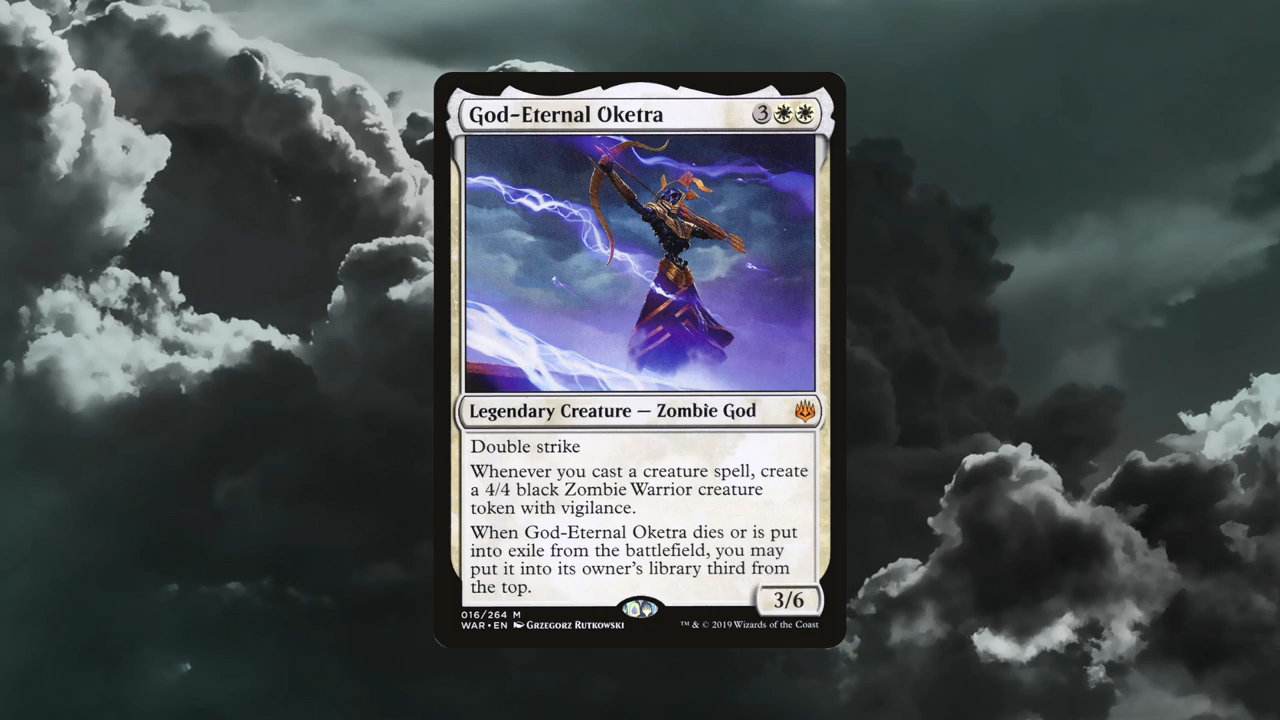 God-Eternal Oketra
3
Legendary Creature — Zombie God
Double strike
Whenever you cast a creature spell, create
a 4/4 black Zombie Warrior creature
token with vigilance.
When God-Eternal Oketra dies or is put
into exile from the battlefield, you may
put it into its owner's library third from
the top.
3/6
016/264 M
WAR • EN Grzegorz Rutkowski
™ & © 2019 Wizards of the Coast